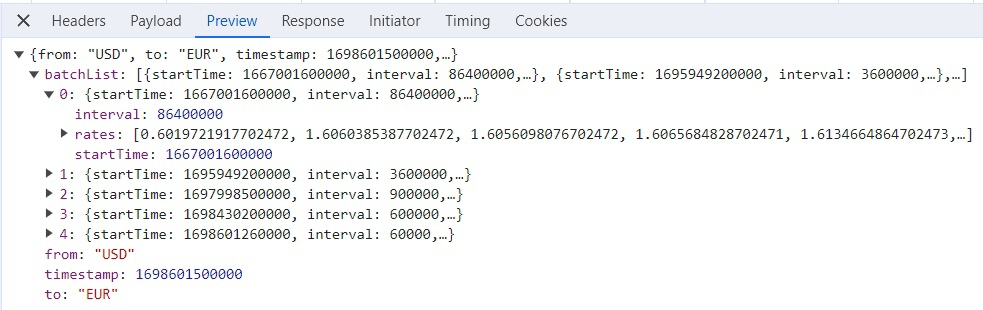 Headers Payload Preview Response Initiator Timing Cookies
{from: "USD", to: "EUR", timestamp: 1698601500000,…}
batchList: [{startTime: 1667001600000, interval: 86400000,…}, {startTime: 1695949200000, interval: 3600000,…},…]
0: {startTime: 1667001600000, interval: 86400000,…}
interval: 86400000
rates: [0.6019721917702472, 1.6060385387702472, 1.6056098076702472, 1.6065684828702471, 1.6134664864702473,…]
startTime: 1667001600000
1: {startTime: 1695949200000, interval: 3600000,…}
2: {startTime: 1697998500000, interval: 900000,…}
3: {startTime: 1698430200000, interval: 600000,…}
4: {startTime: 1698601260000, interval: 60000,…}
from: "USD"
timestamp: 1698601500000
to: "EUR"